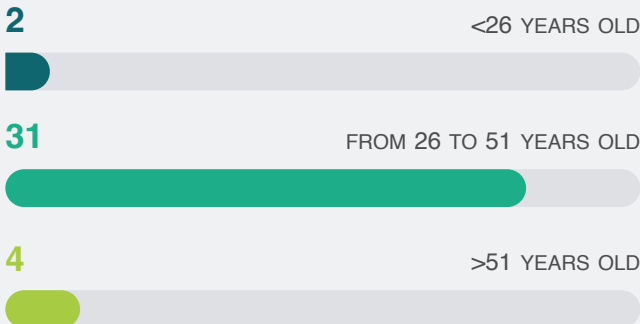 2 <26 YEARS OLD
31 FROM 26 TO 51 YEARS OLD
4 >51 YEARS OLD